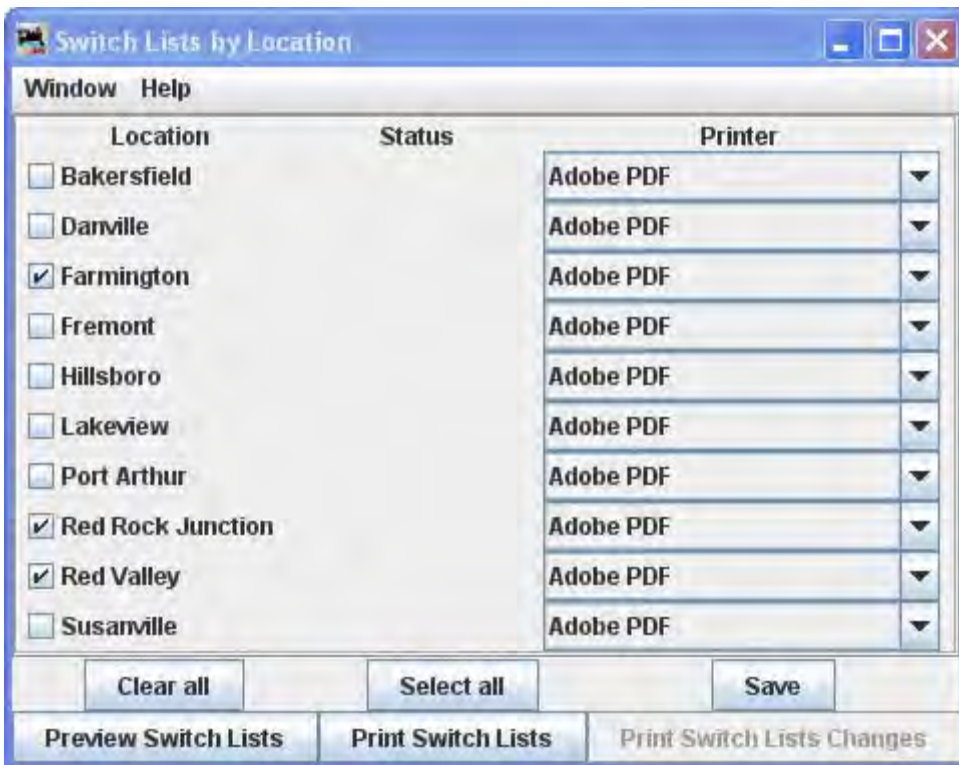 Switch Lists by Location
Window Help
Location Status Printer
Bakersfield Adobe PDF
Danville Adobe PDF
Farmington Adobe PDF
Fremont Adobe PDF
Hillsboro Adobe PDF
Lakeview Adobe PDF
Port Arthur Adobe PDF
Red Rock Junction Adobe PDF
Red Valley Adobe PDF
Susanville Adobe PDF
Clear all Select all Save
Preview Switch Lists Print Switch Lists Print Switch Lists Changes